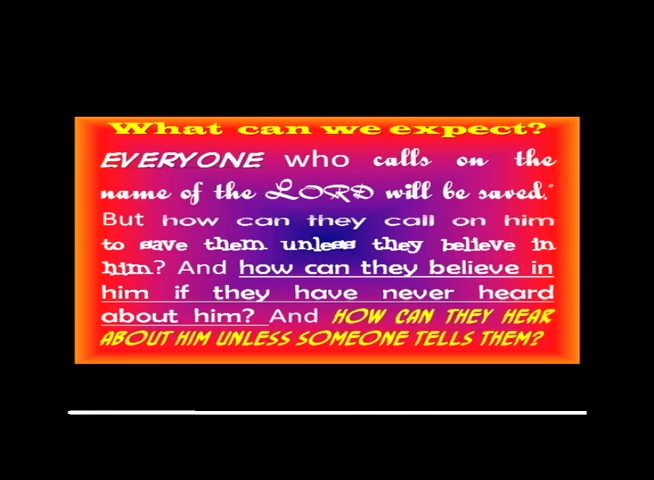 What can we expect?
EVERYONE who calls on the
name of the LORD will be saved."
But how can they call on him
to save them unless they believe in
him? And how can they believe in
him if they have never heard
about him? And HOW CAN THEY HEAR
ABOUT HIM UNLESS SOMEONE TELLS THEM?